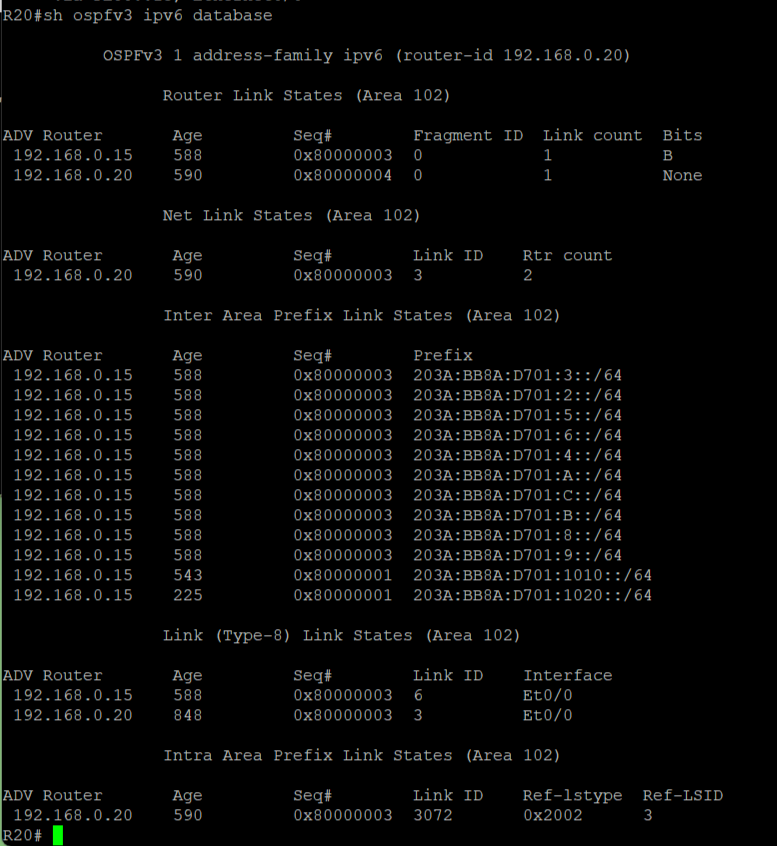 R20#sh ospfv3 ipv6 database
OSPFv3 1 address-family ipv6 (router-id 192.168.0.20)
Router Link States (Area 102)
ADV Router Age Seq# Fragment ID Link count Bits
192.168.0.15 588 0x80000003 0 1 B
192.168.0.20 590 0x80000004 0 1 None
Net Link States (Area 102)
ADV Router Age Seq# Link ID Rtr count
192.168.0.20 590 0x80000003 3 2
Inter Area Prefix Link States (Area 102)
ADV Router Age Seq# Prefix
192.168.0.15 588 0x80000003 203A:BB8A:D701:3::/64
192.168.0.15 588 0x80000003 203A:BB8A:D701:2::/64
192.168.0.15 588 0x80000003 203A:BB8A:D701:5::/64
192.168.0.15 588 0x80000003 203A:BB8A:D701:6::/64
192.168.0.15 588 0x80000003 203A:BB8A:D701:4::/64
192.168.0.15 588 0x80000003 203A:BB8A:D701:A::/64
192.168.0.15 588 0x80000003 203A:BB8A:D701:C::/64
192.168.0.15 588 0x80000003 203A:BB8A:D701:B::/64
192.168.0.15 588 0x80000003 203A:BB8A:D701:8::/64
192.168.0.15 588 0x80000003 203A:BB8A:D701:9::/64
192.168.0.15 543 0x80000001 203A:BB8A:D701:1010::/64
192.168.0.15 225 0x80000001 203A:BB8A:D701:1020::/64
Link (Type-8) Link States (Area 102)
ADV Router Age Seq# Link ID Interface
192.168.0.15 588 0x80000003 6 Et0/0
192.168.0.20 848 0x80000003 3 Et0/0
Intra Area Prefix Link States (Area 102)
ADV Router Age Seq# Link ID Ref-lstype Ref-LSID
192.168.0.20 590 0x80000003 3072 0x2002 3
R20#